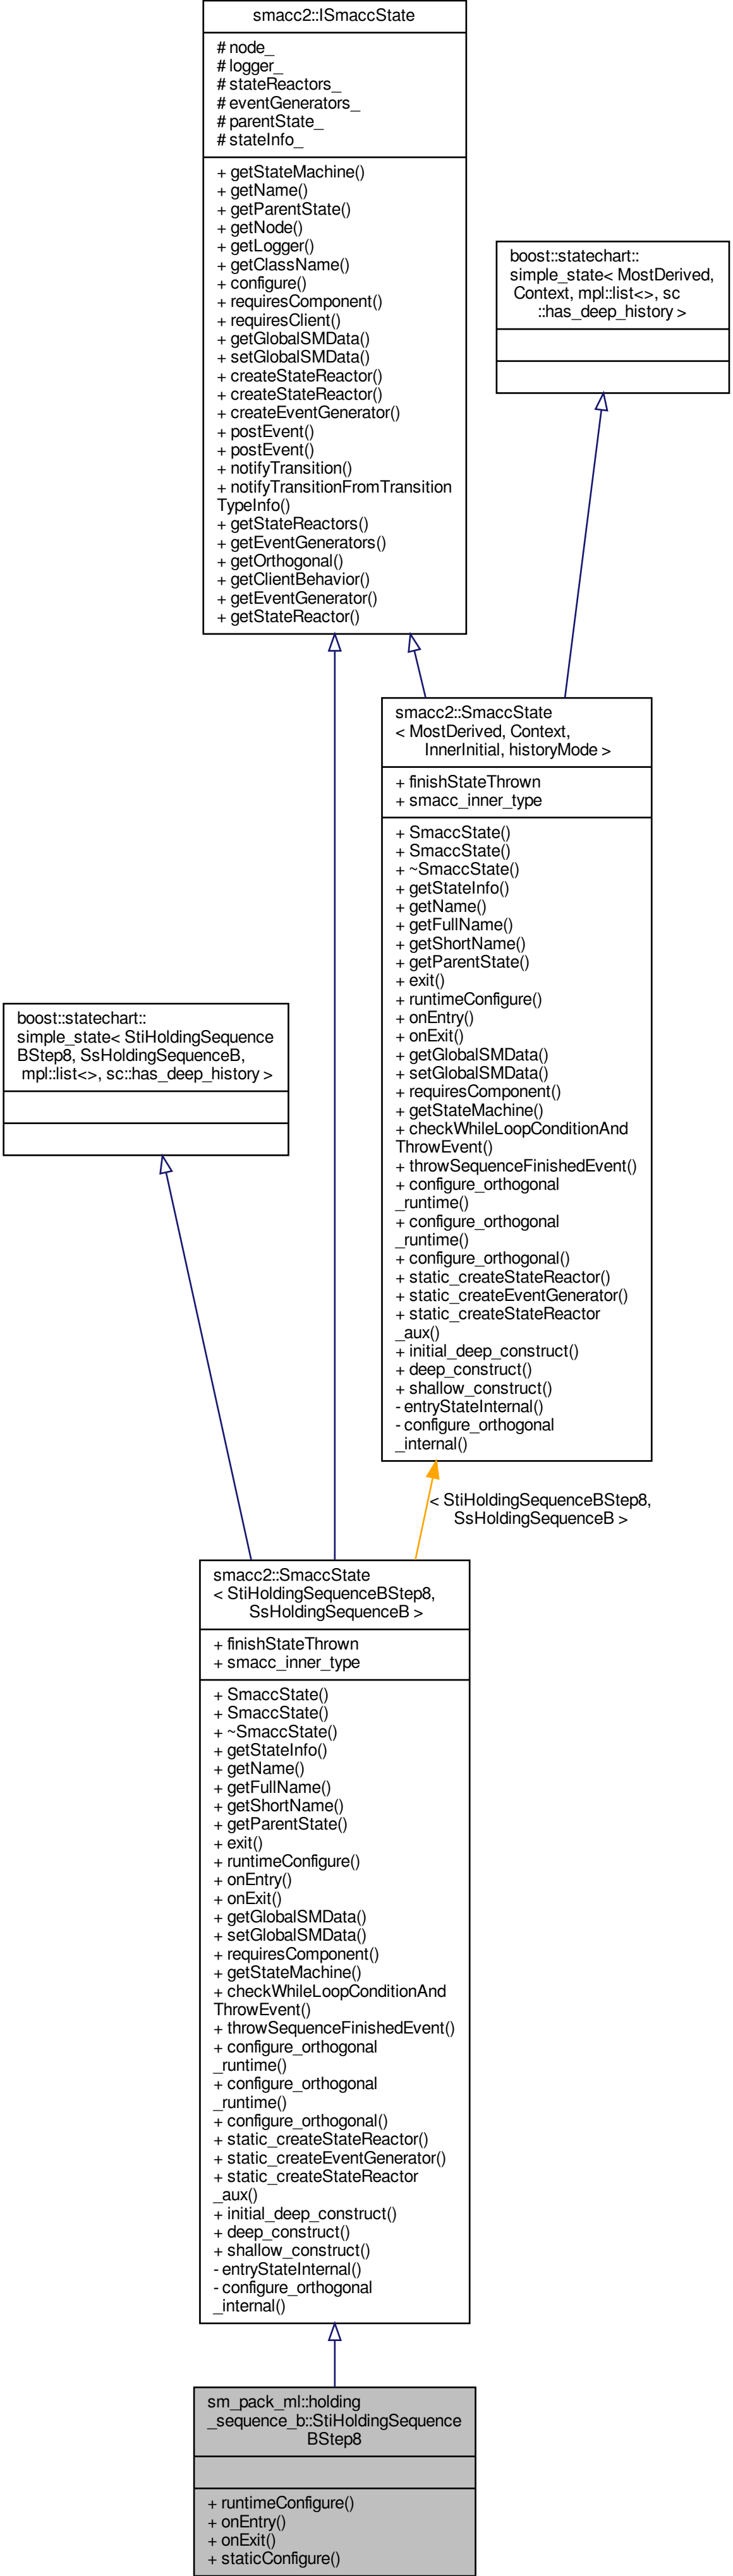 smacc2::ISmaccState
# node_
# logger_
# stateReactors_
# eventGenerators_
# parentState_
# stateInfo_
+ getStateMachine()
+ getName()
+ getParentState()
+ getNode()
+ getLogger()
+ getClassName()
+ configure()
+ requiresComponent()
+ requiresClient()
+ getGlobalSMData()
+ setGlobalSMData()
+ createStateReactor()
+ createStateReactor()
+ createEventGenerator()
+ postEvent()
+ postEvent()
+ notifyTransition()
+ notifyTransitionFromTransition
TypeInfo()
+ getStateReactors()
+ getEventGenerators()
+ getOrthogonal()
+ getClientBehavior()
+ getEventGenerator()
+ getStateReactor()
boost::statechart::
simple_state< MostDerived,
Context, mpl::list<>, sc
::has_deep_history >
smacc2::SmaccState
< MostDerived, Context,
InnerInitial, historyMode >
+ finishStateThrown
+ smacc_inner_type
+ SmaccState()
+ SmaccState()
+ ~SmaccState()
+ getStateInfo()
+ getName()
+ getFullName()
+ getShortName()
+ getParentState()
+ exit()
+ runtimeConfigure()
+ onEntry()
+ onExit()
+ getGlobalSMData()
+ setGlobalSMData()
+ requiresComponent()
+ getStateMachine()
+ checkWhileLoopConditionAnd
ThrowEvent()
+ throwSequenceFinishedEvent()
+ configure_orthogonal
_runtime()
+ configure_orthogonal
_runtime()
+ configure_orthogonal()
+ static_createStateReactor()
+ static_createEventGenerator()
+ static_createStateReactor
_aux()
+ initial_deep_construct()
+ deep_construct()
+ shallow_construct()
- entryStateInternal()
- configure_orthogonal
_internal()
boost::statechart::
simple_state< StiHoldingSequence
BStep8, SsHoldingSequenceB,
mpl::list<>, sc::has_deep_history >
< StiHoldingSequenceBStep8,
SsHoldingSequenceB >
smacc2::SmaccState
< StiHoldingSequenceBStep8,
SsHoldingSequenceB >
+ finishStateThrown
+ smacc_inner_type
+ SmaccState()
+ SmaccState()
+ ~SmaccState()
+ getStateInfo()
+ getName()
+ getFullName()
+ getShortName()
+ getParentState()
+ exit()
+ runtimeConfigure()
+ onEntry()
+ onExit()
+ getGlobalSMData()
+ setGlobalSMData()
+ requiresComponent()
+ getStateMachine()
+ checkWhileLoopConditionAnd
ThrowEvent()
+ throwSequenceFinishedEvent()
+ configure_orthogonal
_runtime()
+ configure_orthogonal
_runtime()
+ configure_orthogonal()
+ static_createStateReactor()
+ static_createEventGenerator()
+ static_createStateReactor
_aux()
+ initial_deep_construct()
+ deep_construct()
+ shallow_construct()
- entryStateInternal()
- configure_orthogonal
_internal()
sm_pack_ml::holding
_sequence_b::StiHoldingSequence
BStep8
+ runtimeConfigure()
+ onEntry()
+ onExit()
+ staticConfigure()